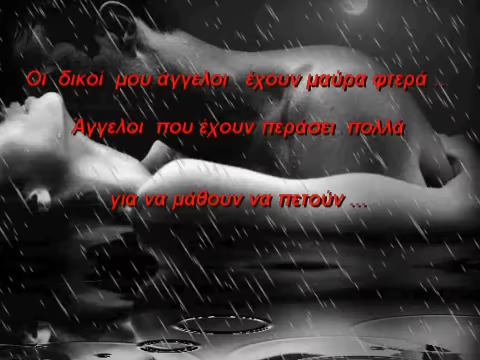 Οι δικοί μου άγγελοι έχουν μαύρα φτερά ...
Άγγελοι που έχουν περάσει πολλά
για να μάθουν να πετούν ...